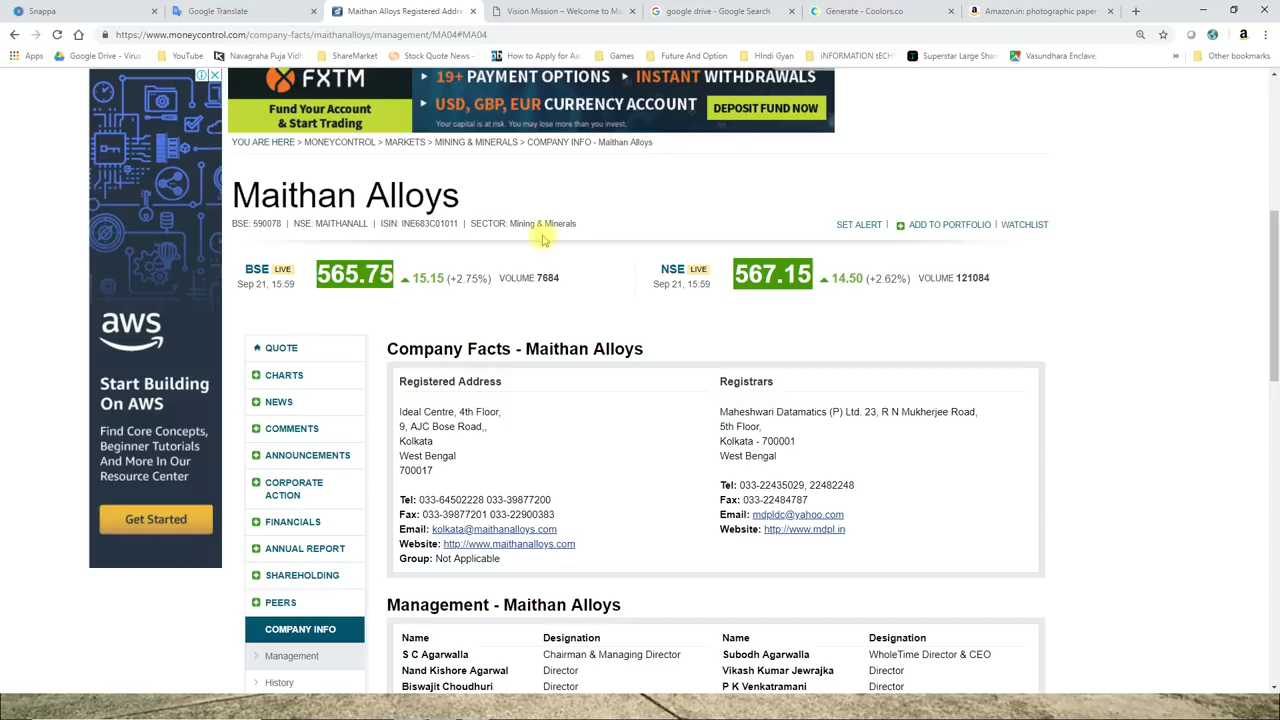 Snappa
Google Translate
Maithan Alloys Registered Addre
Vision Mission – Welcome to M
google drive - Google Search
Generate - Coolors.co
Amazon.in: photographic paper
https://www.moneycontrol.com/company-facts/maithanalloys/management/MA04#MA04
Apps
Google Drive - Virus
YouTube
Navagraha Puja Vidh
ShareMarket
Stock Quote News -
How to Apply for Aa
Games
Future And Option
HIndi Gyan
iNFORMATION tECH
Superstar Large Shar
Vasundhara Enclave.
»
Other bookmarks
FXTM
Fund Your Account
& Start Trading
19+ PAYMENT OPTIONS INSTANT WITHDRAWALS
USD, GBP, EUR CURRENCY ACCOUNT
DEPOSIT FUND NOW
Your capital is at risk. You may lose more than you invest.
YOU ARE HERE > MONEYCONTROL > MARKETS > MINING & MINERALS > COMPANY INFO - Maithan Alloys
Maithan Alloys
BSE: 590078 | NSE: MAITHANALL | ISIN: INE683C01011 | SECTOR: Mining & Minerals
SET ALERT | ADD TO PORTFOLIO | WATCHLIST
BSE LIVE
Sep 21, 15:59
565.75
15.15 (+2.75%) VOLUME 7684
NSE LIVE
Sep 21, 15:59
567.15
14.50 (+2.62%) VOLUME 121084
aws
Start Building
On AWS
Find Core Concepts,
Beginner Tutorials
And More In Our
Resource Center
Get Started
QUOTE
CHARTS
NEWS
COMMENTS
ANNOUNCEMENTS
CORPORATE
ACTION
FINANCIALS
ANNUAL REPORT
SHAREHOLDING
PEERS
COMPANY INFO
Management
History
Company Facts - Maithan Alloys
Registered Address
Ideal Centre, 4th Floor,
9, AJC Bose Road,,
Kolkata
West Bengal
700017
Tel: 033-64502228 033-39877200
Fax: 033-39877201 033-22900383
Email: kolkata@maithanalloys.com
Website: http://www.maithanalloys.com
Group: Not Applicable
Registrars
Maheshwari Datamatics (P) Ltd. 23, R N Mukherjee Road,
5th Floor,
Kolkata - 700001
West Bengal
Tel: 033-22435029, 22482248
Fax: 033-22484787
Email: mdpldc@yahoo.com
Website: http://www.mdpl.in
Management - Maithan Alloys
Name Designation Name Designation
S C Agarwalla Chairman & Managing Director Subodh Agarwalla WholeTime Director & CEO
Nand Kishore Agarwal Director Vikash Kumar Jewrajka Director
Biswajit Choudhuri Director P K Venkatramani Director